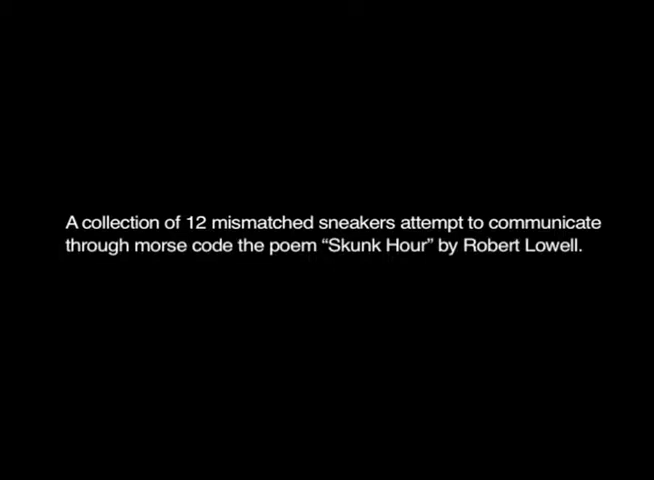 A collection of 12 mismatched sneakers attempt to communicate
through morse code the poem “Skunk Hour” by Robert Lowell.